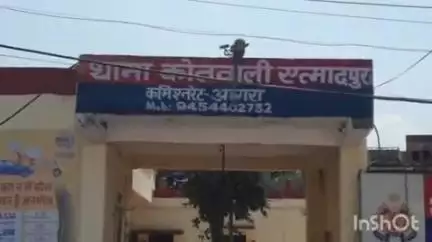 थाना कोतवाली एत्मादपुर
कमिश्नरेट-आगरा
Mob: 9454402732
InShOt